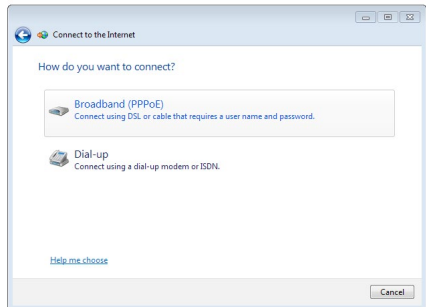 Connect to the Internet
How do you want to connect?
Broadband (PPPoE)
Connect using DSL or cable that requires a user name and password.
Dial-up
Connect using a dial-up modem or ISDN.
Help me choose
Cancel